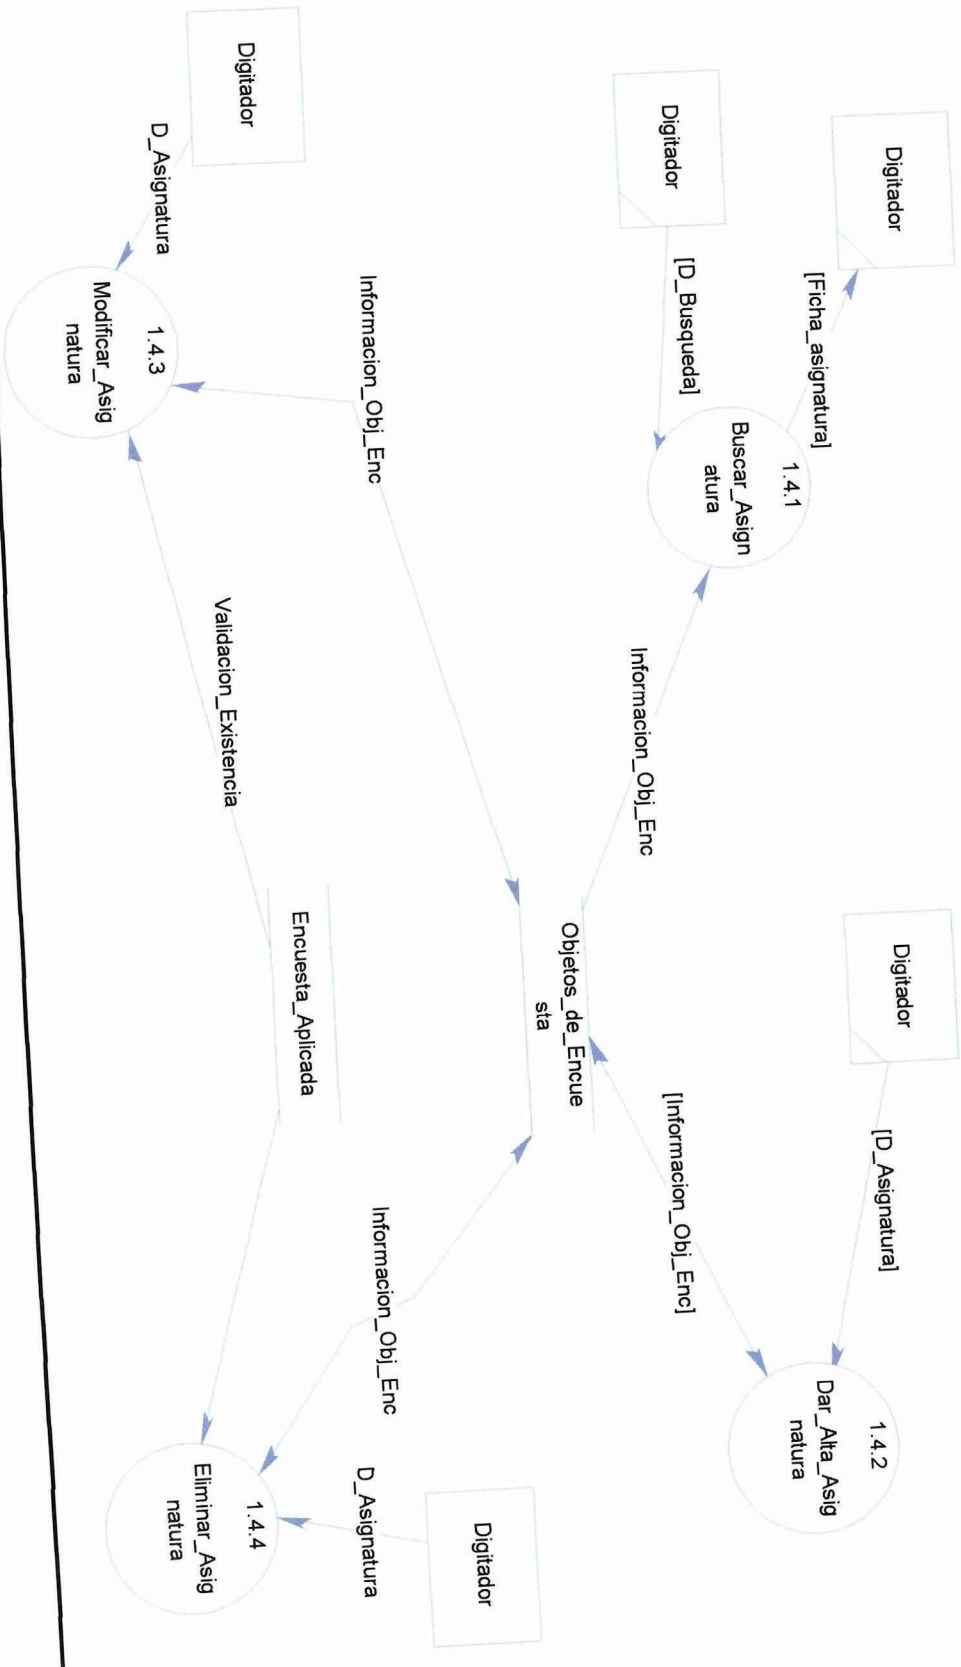 Digitador
[Ficha_asignatura]
1.4.1
Buscar_Asign
atura
Digitador
[D_Busqueda]
Informacion_Obj_Enc
Digitador
[D_Asignatura]
1.4.2
Dar_Alta_Asig
natura
[Informacion_Obj_Enc]
Objetos_de_Encue
sta
Informacion_Obj_Enc
Digitador
D_Asignatura
1.4.3
Modificar_Asig
natura
Validacion_Existencia
Encuesta_Aplicada
Informacion_Obj_Enc
Digitador
D_Asignatura
1.4.4
Eliminar_Asig
natura